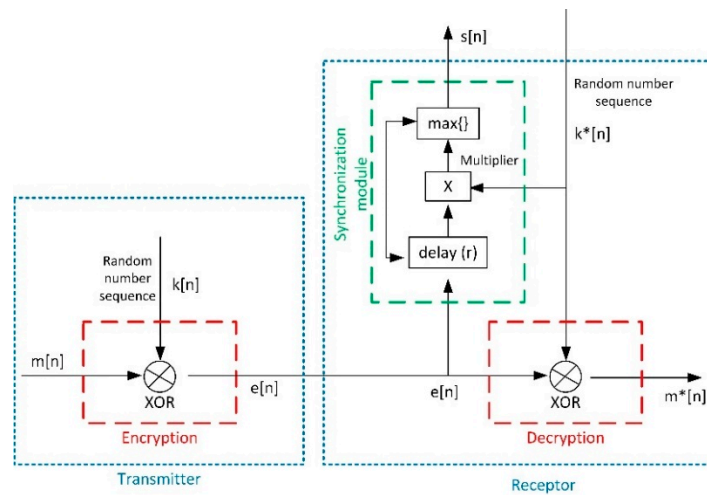 s[n]
Random number
sequence
k*[n]
max{}
Multiplier
X
delay (r)
Synchronization
module
Random
number
sequence
k[n]
m[n]
XOR
e[n]
Encryption
Transmitter
e[n]
XOR
m*[n]
Decryption
Receptor